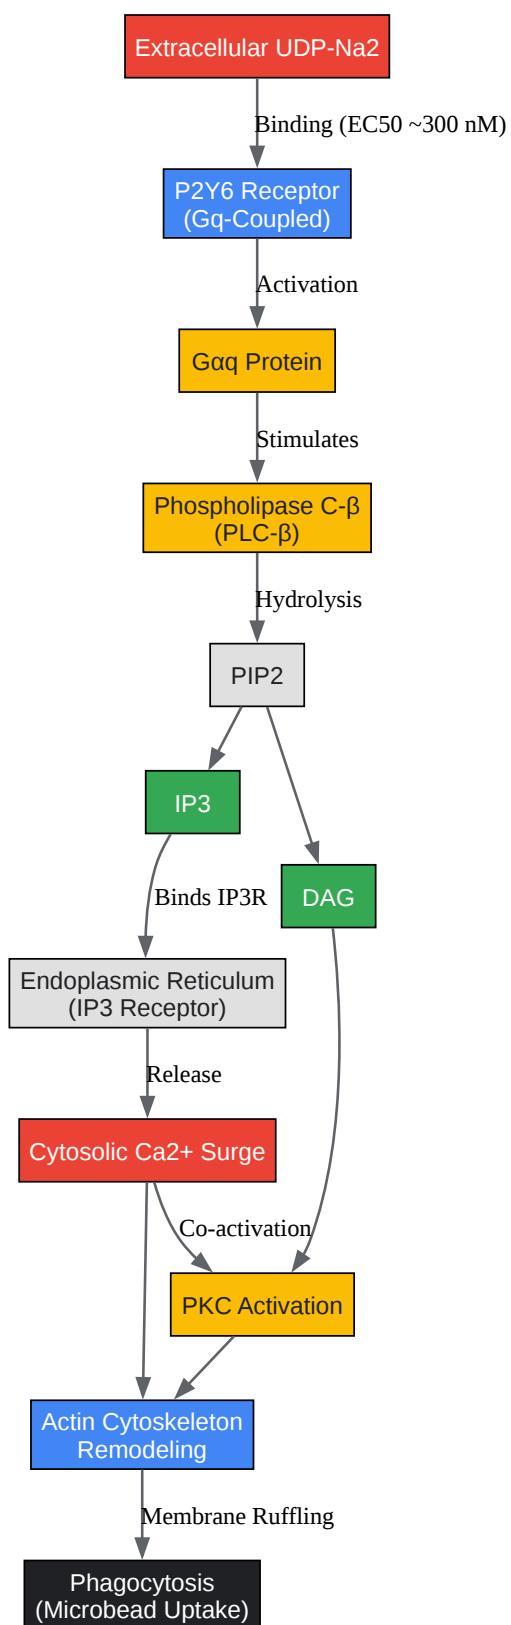 Extracellular UDP-Na2
Binding (EC50 ~300 nM)
P2Y6 Receptor
(Gq-Coupled)
Activation
Gαq Protein
Stimulates
Phospholipase C-β
(PLC-β)
Hydrolysis
PIP2
IP3
DAG
Binds IP3R
Endoplasmic Reticulum
(IP3 Receptor)
Release
Cytosolic Ca2+ Surge
Co-activation
PKC Activation
Actin Cytoskeleton
Remodeling
Membrane Ruffling
Phagocytosis
(Microbead Uptake)